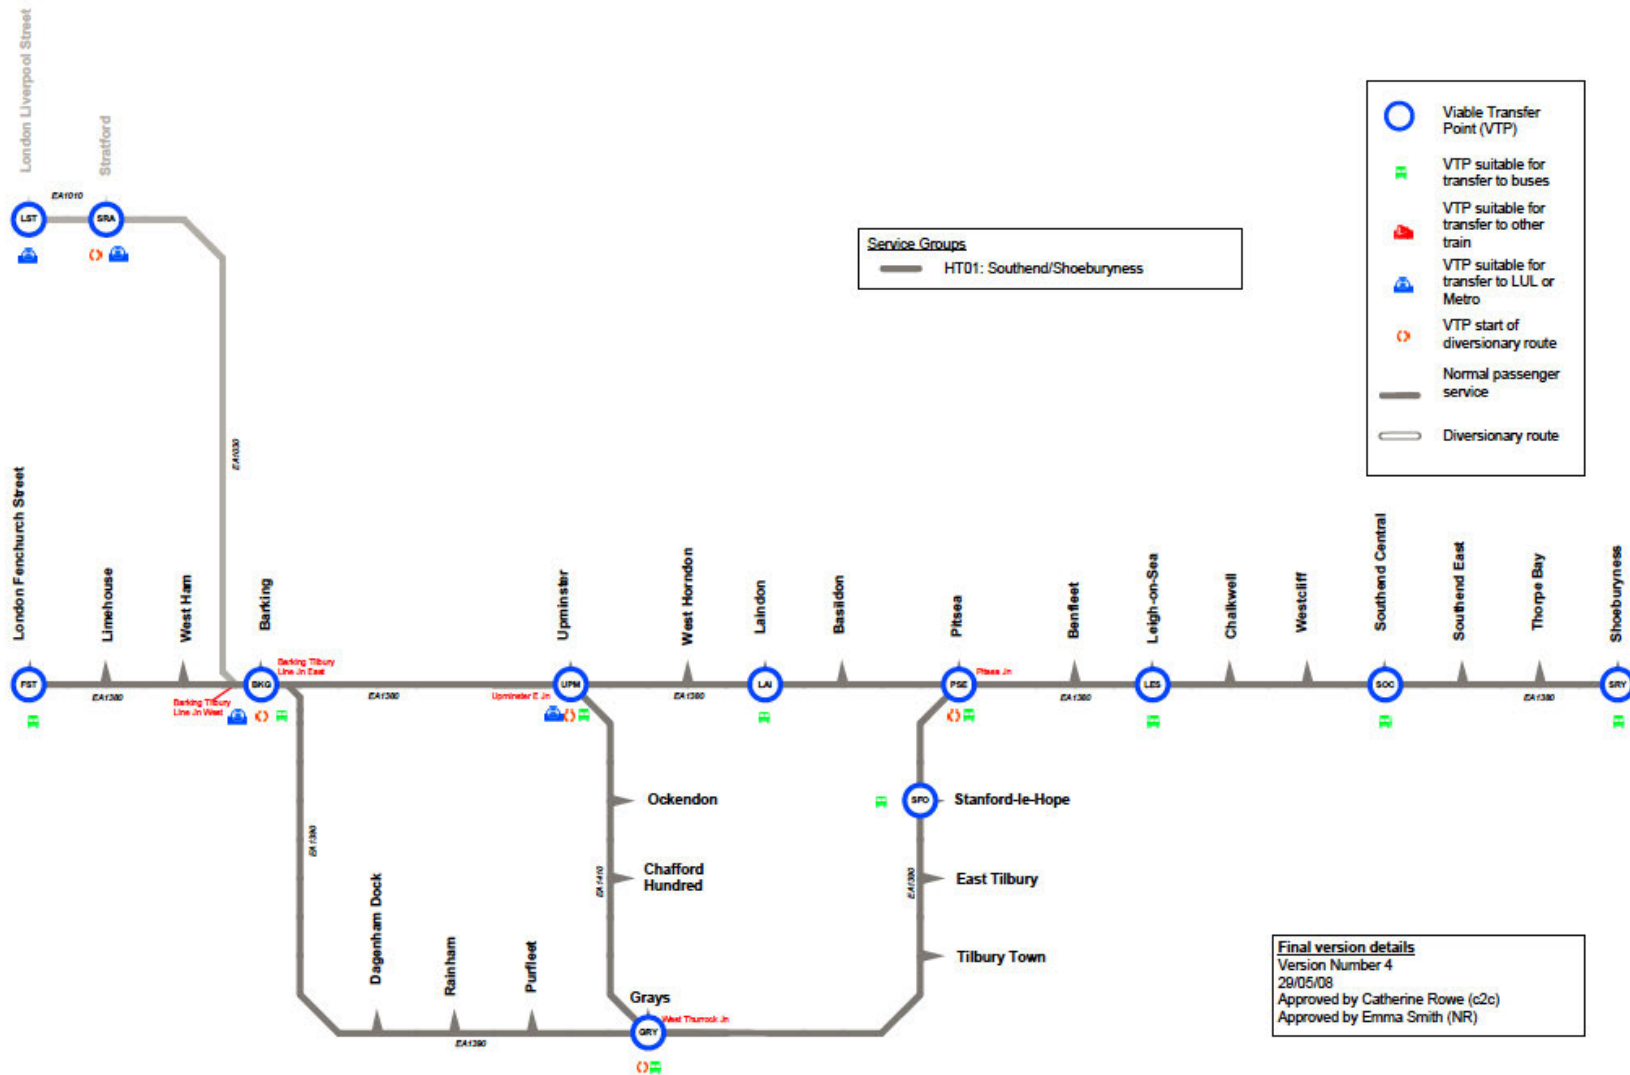 London Liverpool Street
Stratford
EA1010
LST
SRA
EA1030
Viable Transfer
Point (VTP)
VTP suitable for
transfer to buses
VTP suitable for
transfer to other
train
VTP suitable for
transfer to LUL or
Metro
VTP start of
diversionary route
Normal passenger
service
Diversionary route
Service Groups
HT01: Southend/Shoeburyness
London Fenchurch Street
Limehouse
West Ham
Barking
Upminster
West Horndon
Laindon
Basildon
Pitsea
Benfleet
Leigh-on-Sea
Chalkwell
Westcliff
Southend Central
Southend East
Thorpe Bay
Shoeburyness
Barking Tilbury
Line Jn East
Pitsea Jn
FST
BKG
UPM
LAI
PSE
LES
SOC
SRY
EA1380
EA1380
Upminster E Jn
EA1380
EA1380
EA1380
Barking Tilbury
Line Jn West
Ockendon
SFO
Stanford-le-Hope
EA1390
EA1410
EA1390
Chafford
Hundred
East Tilbury
Dagenham Dock
Rainham
Purfleet
Tilbury Town
Grays
West Thurrock Jn
GRY
EA1390
Final version details
Version Number 4
29/05/08
Approved by Catherine Rowe (c2c)
Approved by Emma Smith (NR)